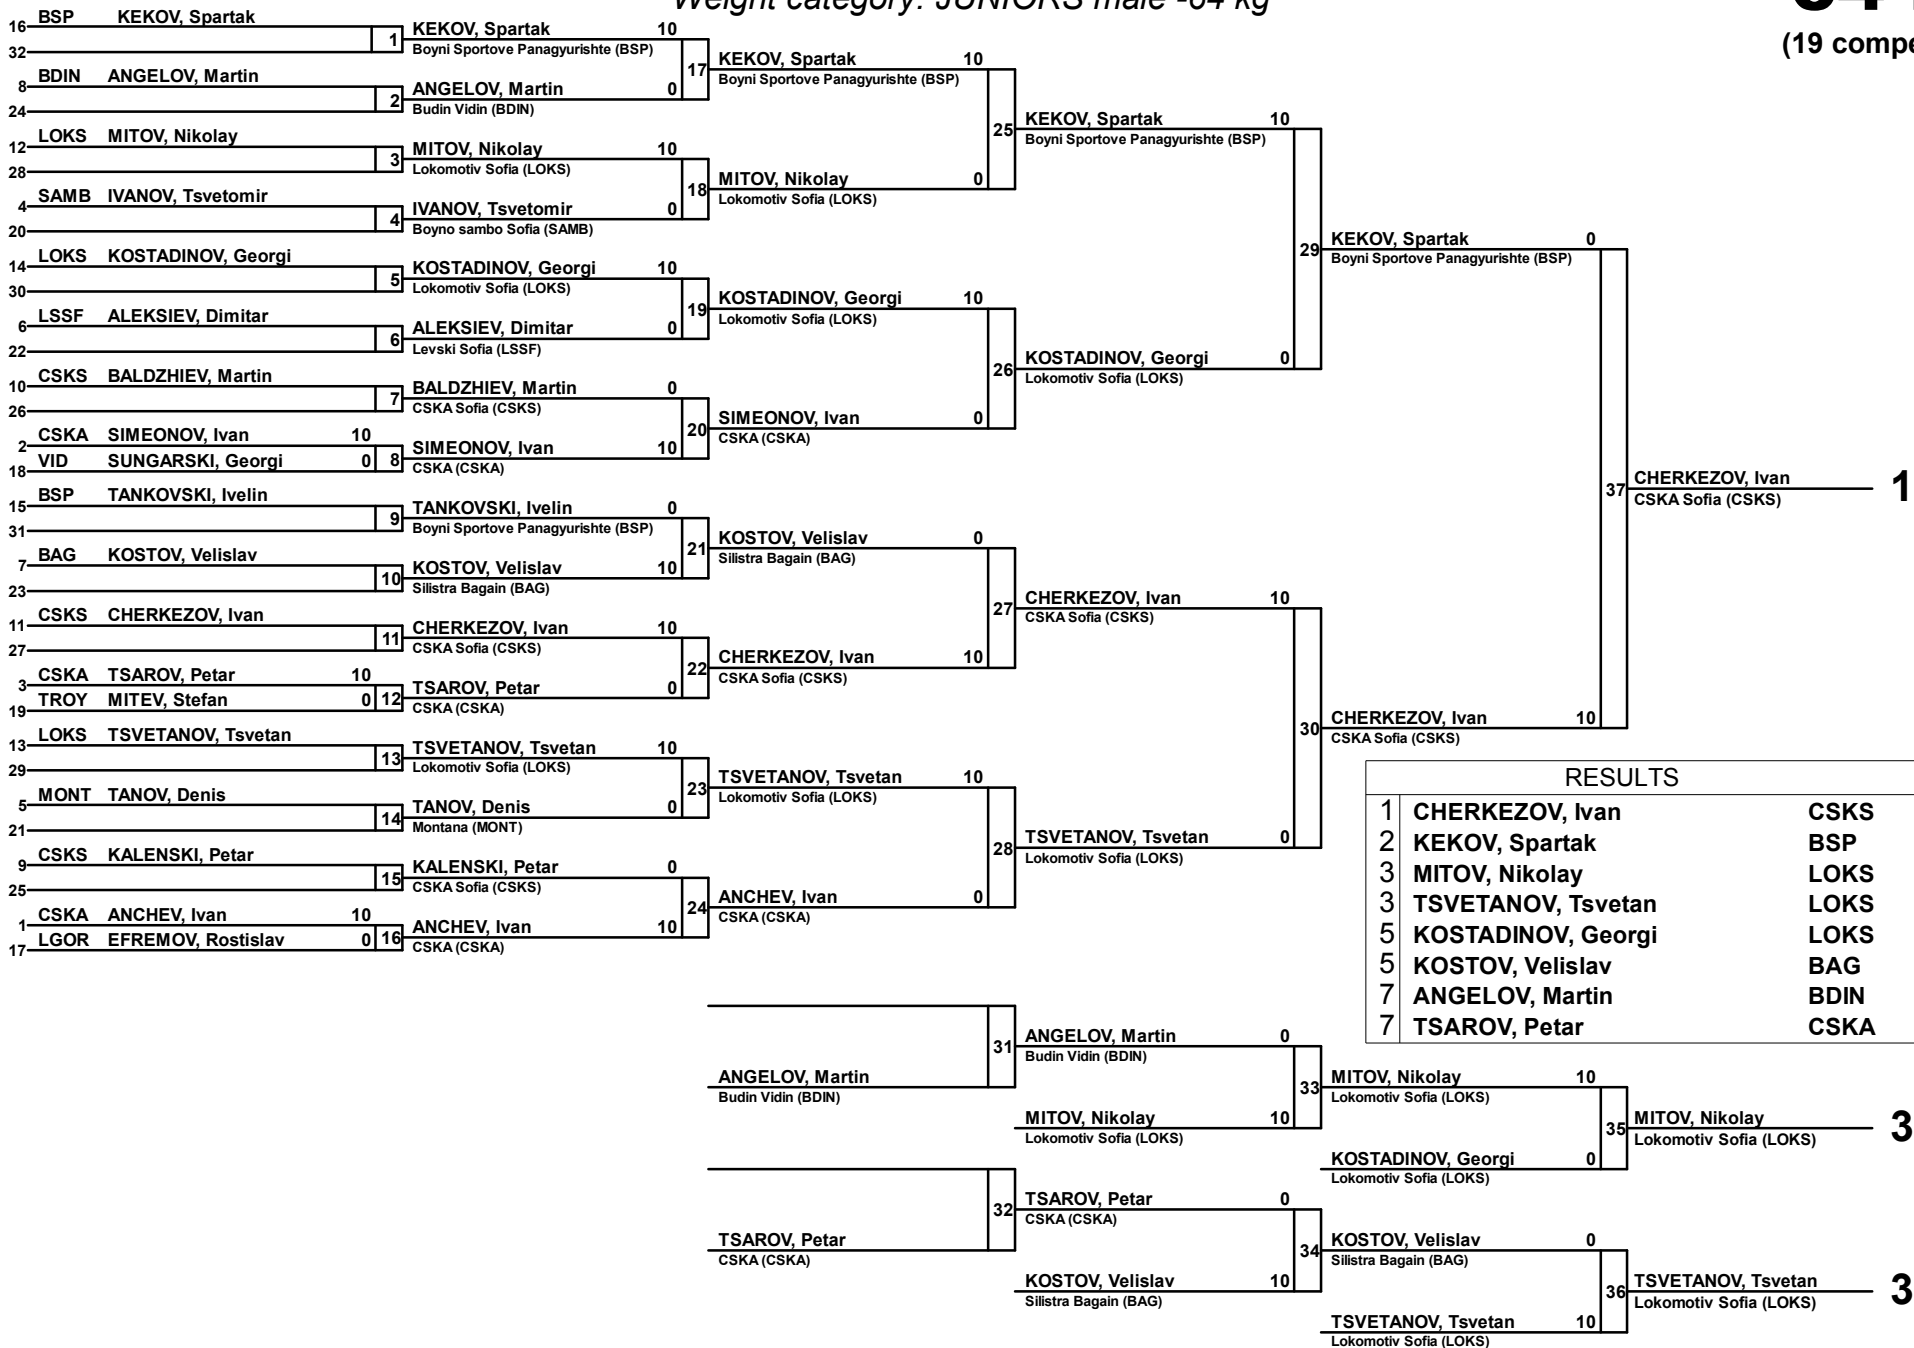 Weight category: JUNIORS male -64 kg
(19 compe
16 BSP KEKOV, Spartak
32
1
8 BDIN ANGELOV, Martin
24
2
12 LOKS MITOV, Nikolay
28
3
4 SAMB IVANOV, Tsvetomir
20
4
14 LOKS KOSTADINOV, Georgi
30
5
6 LSSF ALEKSIEV, Dimitar
22
6
10 CSKS BALDZHIEV, Martin
26
7
2 CSKA SIMEONOV, Ivan 10
18 VID SUNGARSKI, Georgi 0
8
15 BSP TANKOVSKI, Ivelin
31
9
7 BAG KOSTOV, Velislav
23
10
11 CSKS CHERKEZOV, Ivan
27
11
3 CSKA TSAROV, Petar 10
19 TROY MITEV, Stefan 0
12
13 LOKS TSVETANOV, Tsvetan
29
13
5 MONT TANOV, Denis
21
14
9 CSKS KALENSKI, Petar
25
15
1 CSKA ANCHEV, Ivan 10
17 LGOR EFREMOV, Rostislav 0
16
KEKOV, Spartak 10
Boyni Sportove Panagyurishte (BSP)
17
ANGELOV, Martin 0
Budin Vidin (BDIN)
MITOV, Nikolay 10
Lokomotiv Sofia (LOKS)
18
IVANOV, Tsvetomir 0
Boyno sambo Sofia (SAMB)
KOSTADINOV, Georgi 10
Lokomotiv Sofia (LOKS)
19
ALEKSIEV, Dimitar 0
Levski Sofia (LSSF)
BALDZHIEV, Martin 0
CSKA Sofia (CSKS)
20
SIMEONOV, Ivan 10
CSKA (CSKA)
TANKOVSKI, Ivelin 0
Boyni Sportove Panagyurishte (BSP)
21
KOSTOV, Velislav 10
Silistra Bagain (BAG)
CHERKEZOV, Ivan 10
CSKA Sofia (CSKS)
22
TSAROV, Petar 0
CSKA (CSKA)
TSVETANOV, Tsvetan 10
Lokomotiv Sofia (LOKS)
23
TANOV, Denis 0
Montana (MONT)
KALENSKI, Petar 0
CSKA Sofia (CSKS)
24
ANCHEV, Ivan 10
CSKA (CSKA)
KEKOV, Spartak 10
Boyni Sportove Panagyurishte (BSP)
25
MITOV, Nikolay 0
Lokomotiv Sofia (LOKS)
KOSTADINOV, Georgi 10
Lokomotiv Sofia (LOKS)
26
SIMEONOV, Ivan 0
CSKA (CSKA)
KOSTOV, Velislav 0
Silistra Bagain (BAG)
27
CHERKEZOV, Ivan 10
CSKA Sofia (CSKS)
TSVETANOV, Tsvetan 10
Lokomotiv Sofia (LOKS)
28
ANCHEV, Ivan 0
CSKA (CSKA)
KEKOV, Spartak 10
Boyni Sportove Panagyurishte (BSP)
29
KOSTADINOV, Georgi 0
Lokomotiv Sofia (LOKS)
CHERKEZOV, Ivan 10
CSKA Sofia (CSKS)
30
TSVETANOV, Tsvetan 0
Lokomotiv Sofia (LOKS)
KEKOV, Spartak 0
Boyni Sportove Panagyurishte (BSP)
37
CHERKEZOV, Ivan 10
CSKA Sofia (CSKS)
CHERKEZOV, Ivan 1
CSKA Sofia (CSKS)
RESULTS
1 CHERKEZOV, Ivan CSKS
2 KEKOV, Spartak BSP
3 MITOV, Nikolay LOKS
3 TSVETANOV, Tsvetan LOKS
5 KOSTADINOV, Georgi LOKS
5 KOSTOV, Velislav BAG
7 ANGELOV, Martin BDIN
7 TSAROV, Petar CSKA
31
ANGELOV, Martin
Budin Vidin (BDIN)
ANGELOV, Martin 0
Budin Vidin (BDIN)
33
MITOV, Nikolay 10
Lokomotiv Sofia (LOKS)
MITOV, Nikolay 10
Lokomotiv Sofia (LOKS)
35
KOSTADINOV, Georgi 0
Lokomotiv Sofia (LOKS)
MITOV, Nikolay 3
Lokomotiv Sofia (LOKS)
32
TSAROV, Petar
CSKA (CSKA)
TSAROV, Petar 0
CSKA (CSKA)
34
KOSTOV, Velislav 10
Silistra Bagain (BAG)
KOSTOV, Velislav 0
Silistra Bagain (BAG)
36
TSVETANOV, Tsvetan 10
Lokomotiv Sofia (LOKS)
TSVETANOV, Tsvetan 3
Lokomotiv Sofia (LOKS)